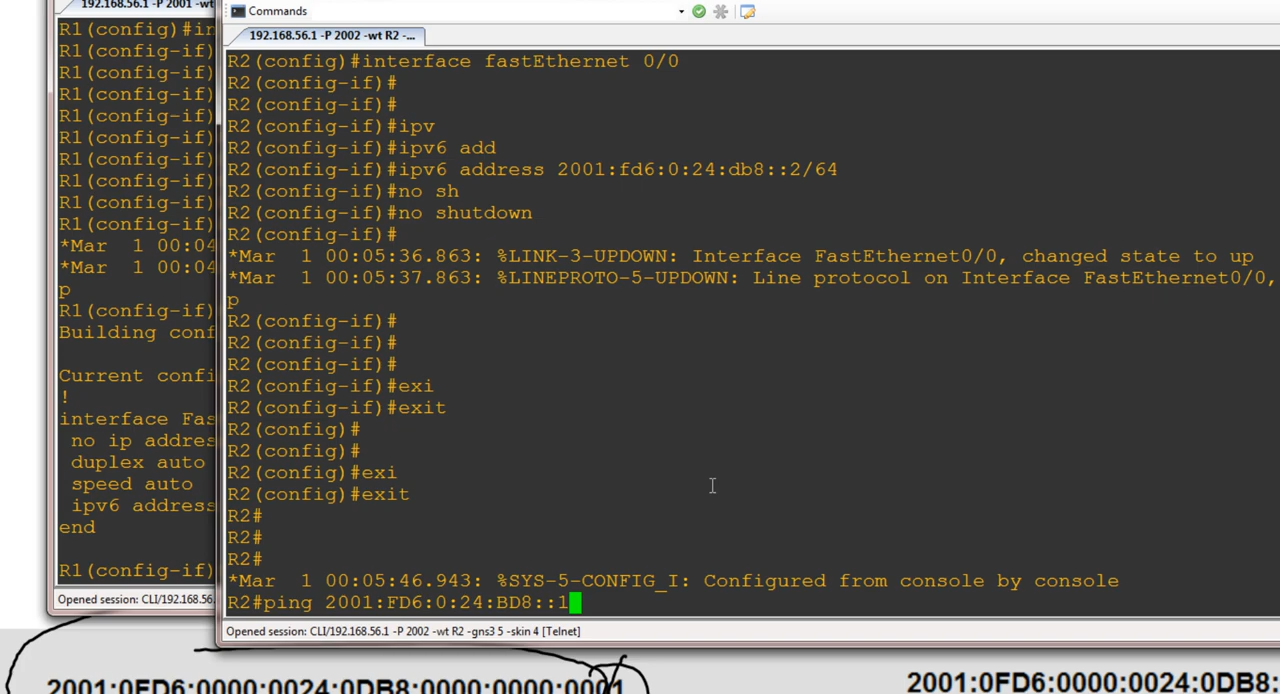 192.168.56.1 -P 2001 -wt
R1(config)#in
R1(config-if)
R1(config-if)
R1(config-if)
R1(config-if)
R1(config-if)
R1(config-if)
R1(config-if)
R1(config-if)
R1(config-if)
*Mar  1 00:04
*Mar  1 00:04
p
R1(config-if)
Building conf
Current confi
!
interface Fas
 no ip addres
 duplex auto
 speed auto
 ipv6 address
end
R1(config-if)
Opened session: CLI/192.168.56.
Commands
192.168.56.1 -P 2002 -wt R2 -...
R2(config)#interface fastEthernet 0/0
R2(config-if)#
R2(config-if)#
R2(config-if)#ipv
R2(config-if)#ipv6 add
R2(config-if)#ipv6 address 2001:fd6:0:24:db8::2/64
R2(config-if)#no sh
R2(config-if)#no shutdown
R2(config-if)#
*Mar  1 00:05:36.863: %LINK-3-UPDOWN: Interface FastEthernet0/0, changed state to up
*Mar  1 00:05:37.863: %LINEPROTO-5-UPDOWN: Line protocol on Interface FastEthernet0/0,
p
R2(config-if)#
R2(config-if)#
R2(config-if)#
R2(config-if)#exi
R2(config-if)#exit
R2(config)#
R2(config)#
R2(config)#exi
R2(config)#exit
R2#
R2#
R2#
*Mar  1 00:05:46.943: %SYS-5-CONFIG_I: Configured from console by console
R2#ping 2001:FD6:0:24:BD8::1
Opened session: CLI/192.168.56.1 -P 2002 -wt R2 -gns3 5 -skin 4 [Telnet]
2001:0FD6:0000:0024:0DB8:0000:0000:0001
2001:0FD6:0000:0024:0DB8: